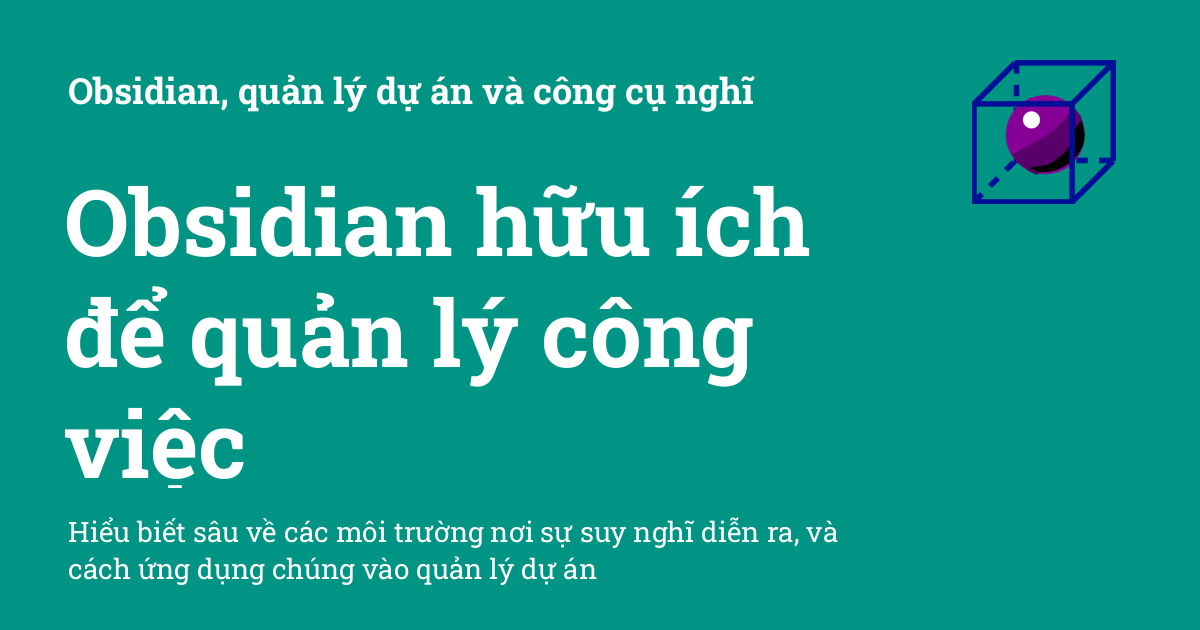 Obsidian, quản lý dự án và công cụ nghĩ
Obsidian hữu ích
để quản lý công
việc
Hiểu biết sâu về các môi trường nơi sự suy nghĩ diễn ra, và
cách ứng dụng chúng vào quản lý dự án